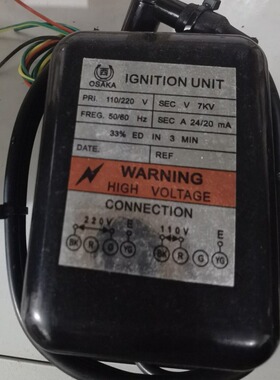 OSAKA
IGNITION UNIT
PRI. 110/220 V
SEC V 7KV
FREG. 50/60 Hz
SEC A 24/20 mA
33% ED IN 3 MIN
DATE.
REF
WARNING
HIGH VOLTAGE
CONNECTION
220V E 110V E
BK R G YG BK R G YG